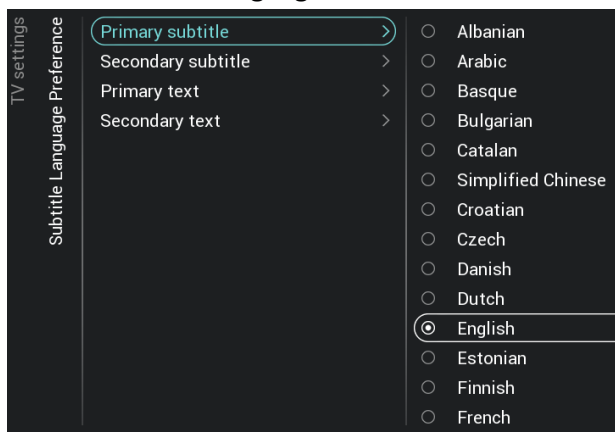 TV settings
Subtitle Language Preference
Primary subtitle
Secondary subtitle
Primary text
Secondary text
Albanian
Arabic
Basque
Bulgarian
Catalan
Simplified Chinese
Croatian
Czech
Danish
Dutch
English
Estonian
Finnish
French